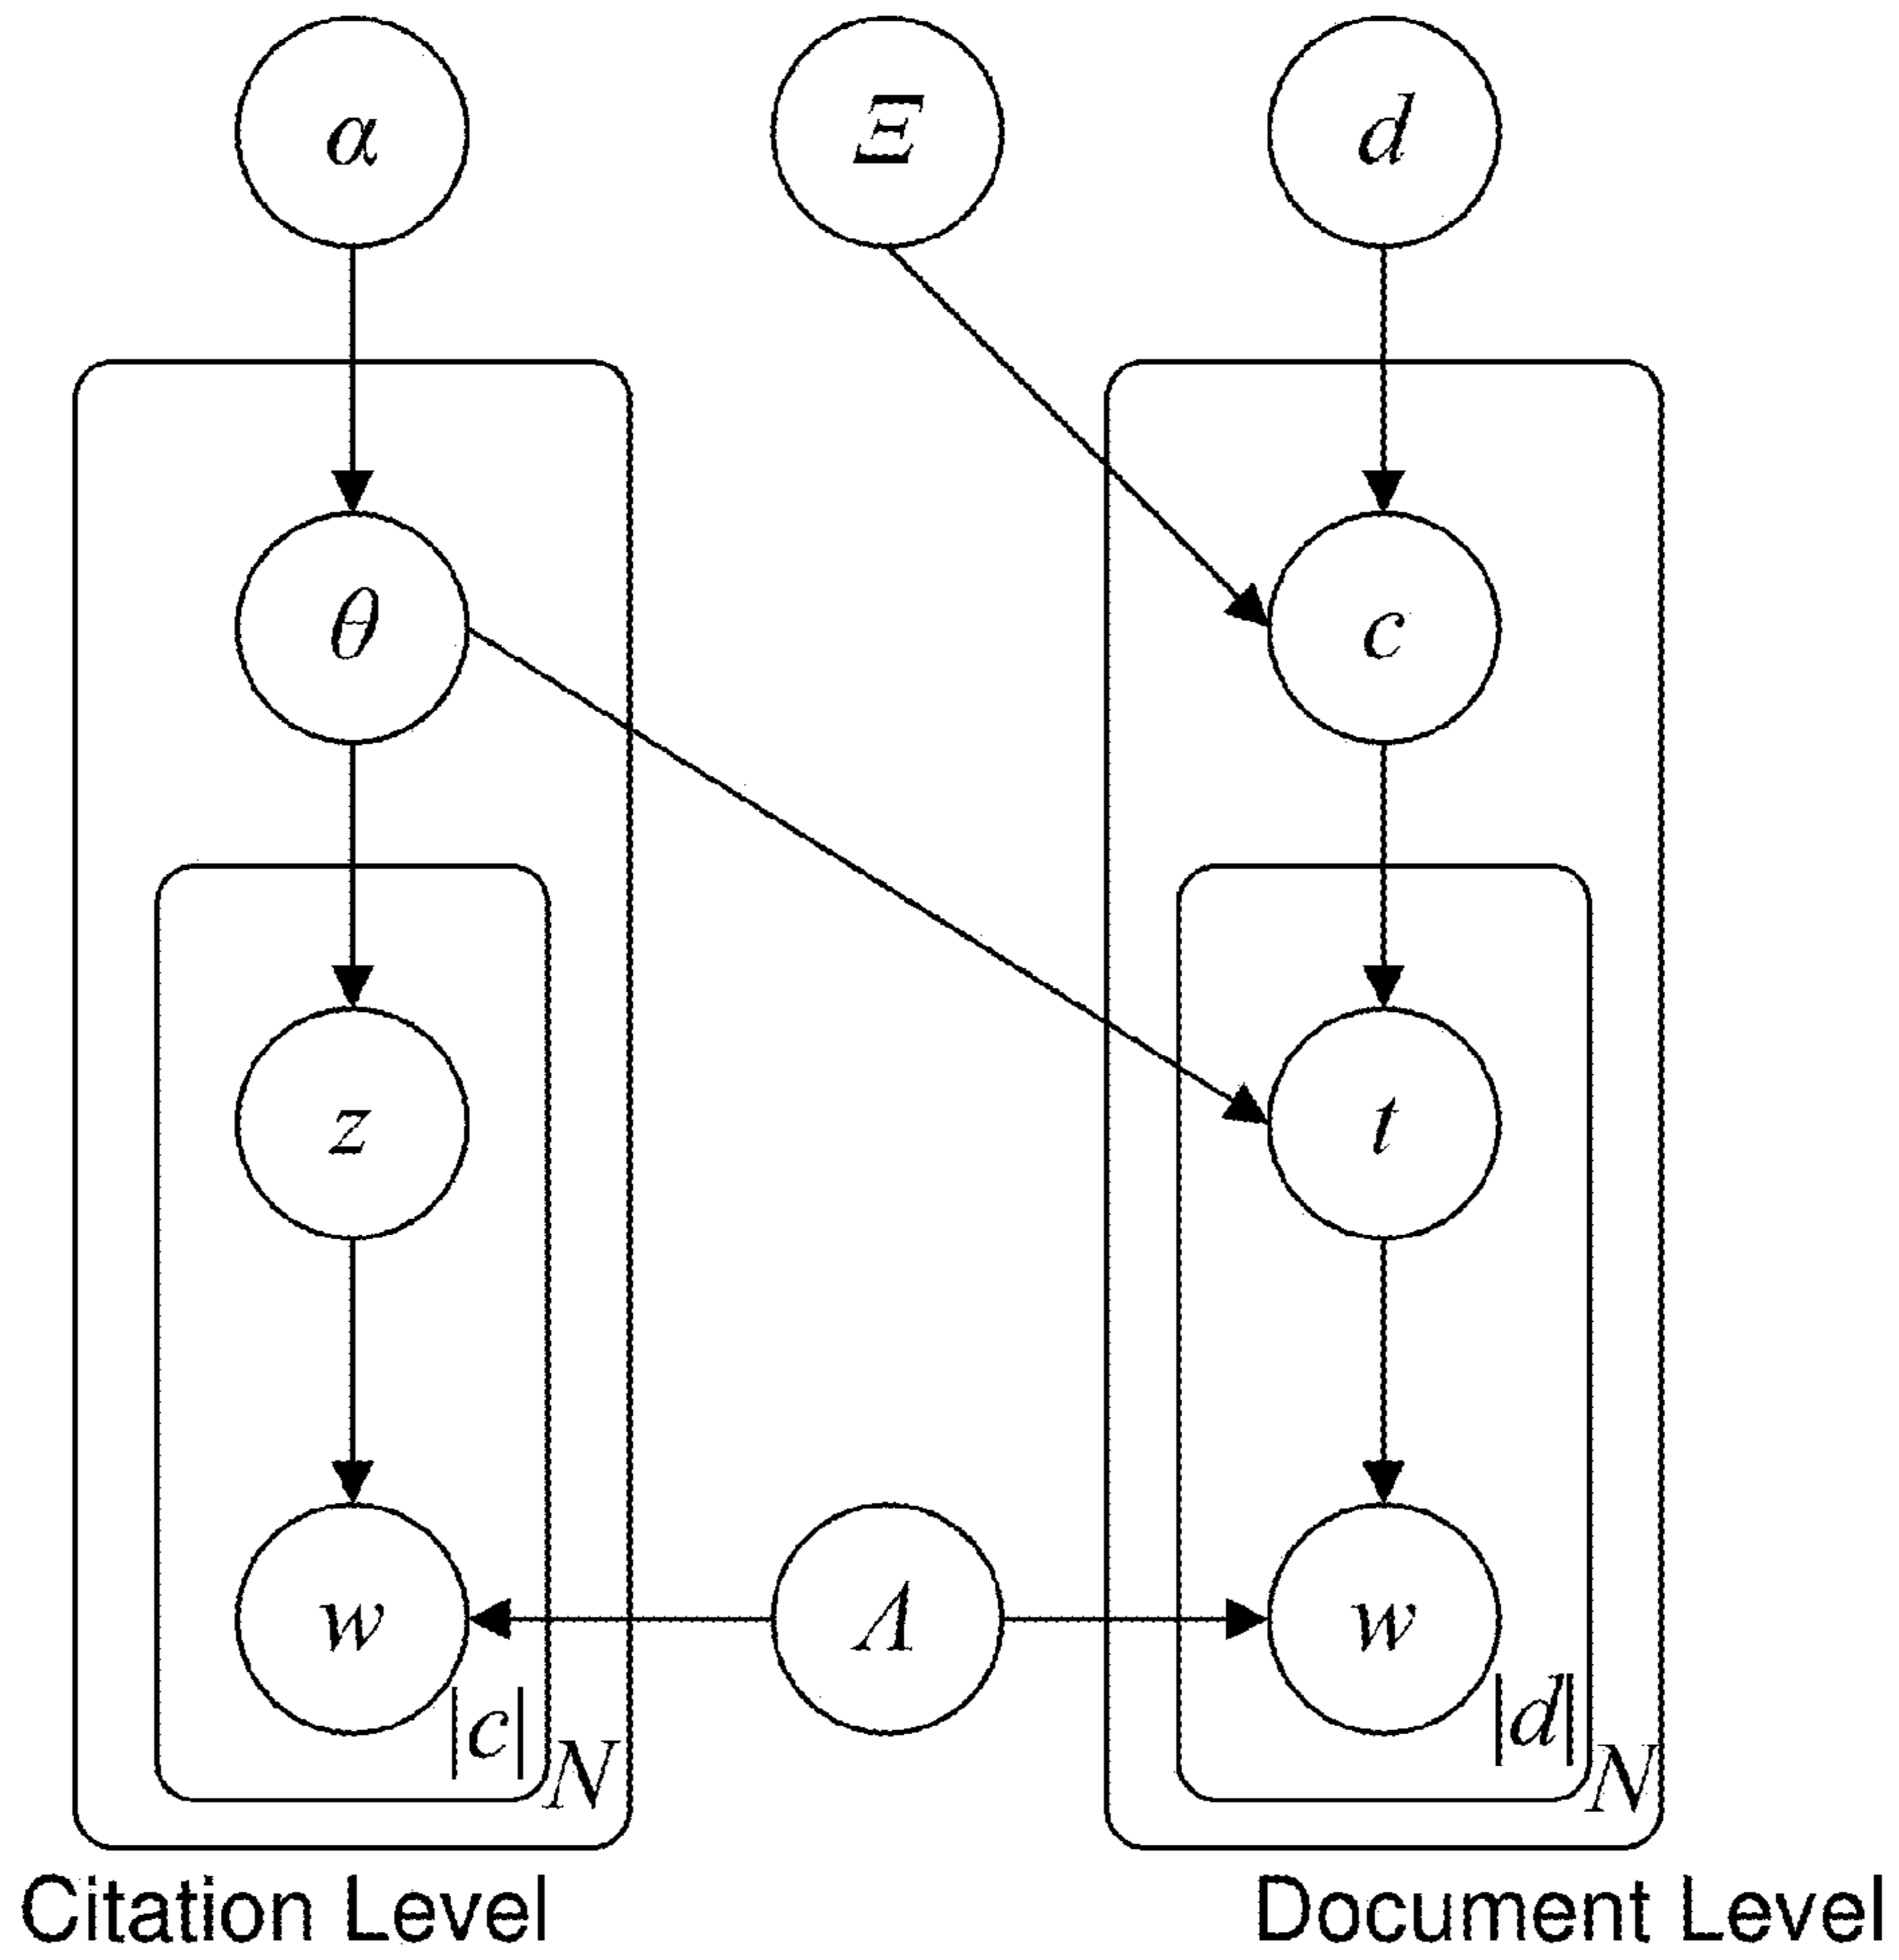 α Ξ d
θ c
z t
w Λ w
|c| |d|
N N
Citation Level Document Level